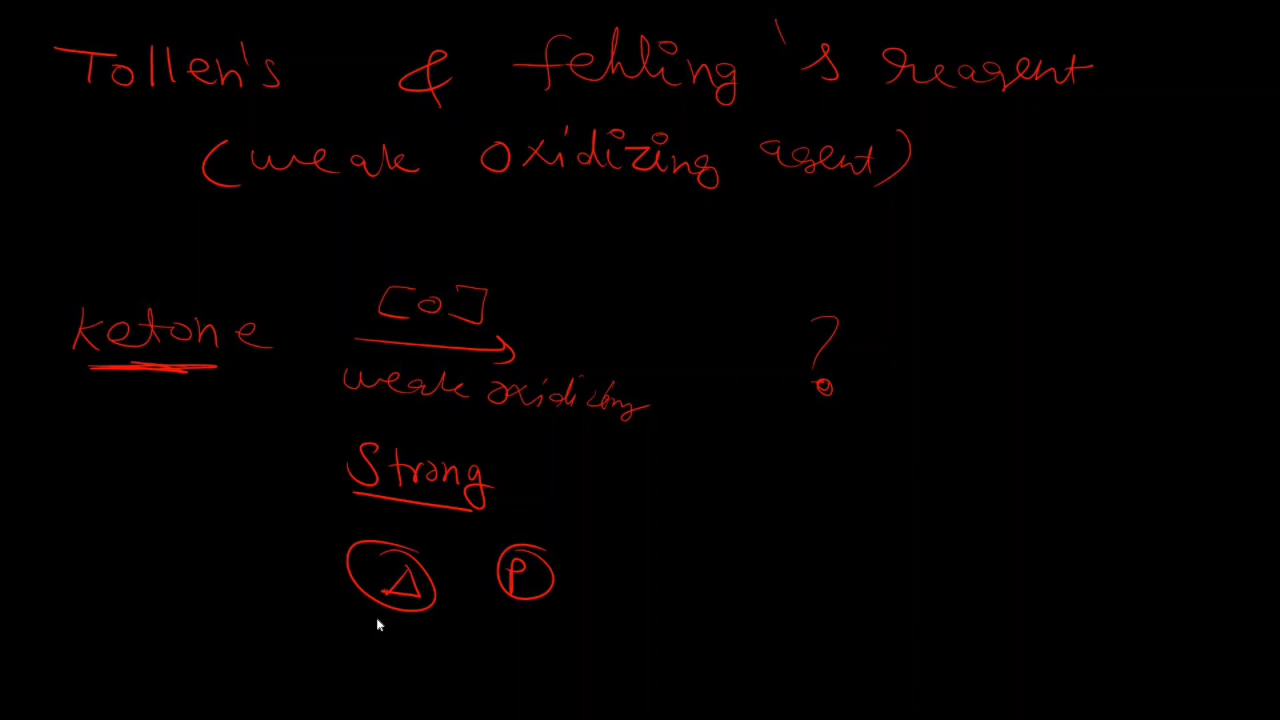 Tollen's & fehling's reagent
(weak oxidizing agent)
ketone [O] ?
weak oxidizing
Strong
Δ P